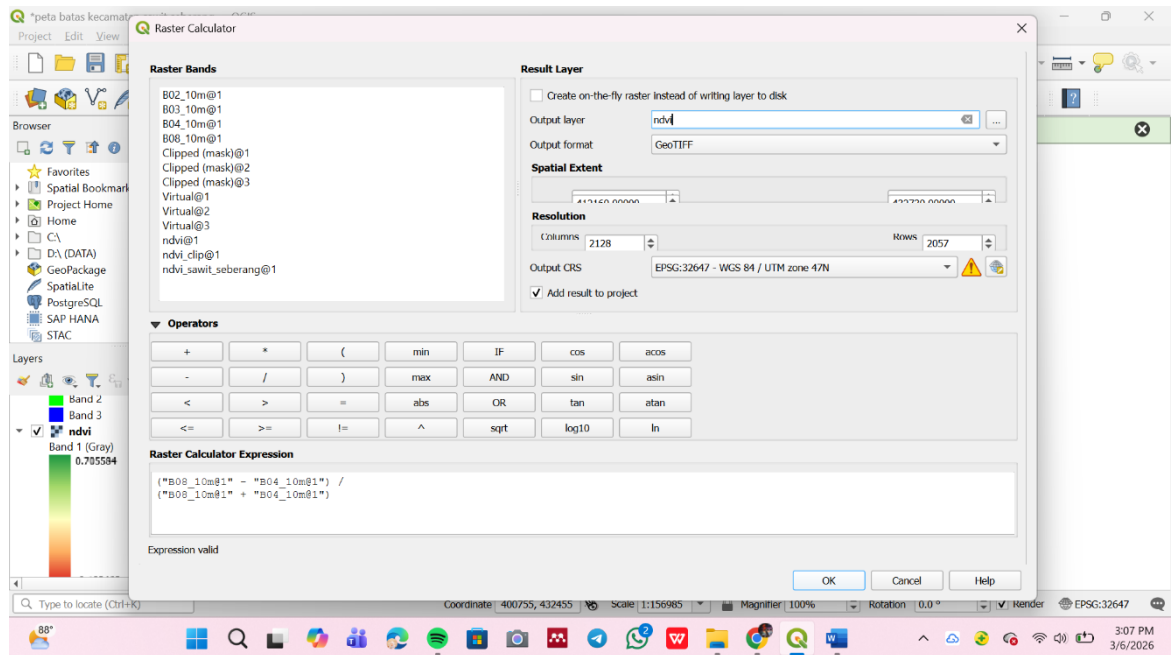 *peta batas kecamat
Raster Calculator
Project Edit View
Raster Bands
B02_10m@1
B03_10m@1
B04_10m@1
B08_10m@1
Clipped (mask)@1
Clipped (mask)@2
Clipped (mask)@3
Virtual@1
Virtual@2
Virtual@3
ndvi@1
ndvi_clip@1
ndvi_sawit_seberang@1
Result Layer
Create on-the-fly raster instead of writing layer to disk
Output layer ndvi ...
Output format GeoTIFF
Spatial Extent
Resolution
Columns 2128 Rows 2057
Output CRS EPSG:32647 - WGS 84 / UTM zone 47N
Add result to project
Operators
+ * ( min IF cos acos
- / ) max AND sin asin
< > = abs OR tan atan
<= >= != ^ sqrt log10 ln
Raster Calculator Expression
("B08_10m@1" - "B04_10m@1") /
("B08_10m@1" + "B04_10m@1")
Expression valid
OK Cancel Help
Browser
Favorites
Spatial Bookmark
Project Home
Home
C:\
D:\ (DATA)
GeoPackage
SpatiaLite
PostgreSQL
SAP HANA
STAC
Layers
Band 2
Band 3
ndvi
Band 1 (Gray)
0.705584
Type to locate (Ctrl+K)
Coordinate 400755, 432455 Scale 1:156985 Magnifier 100% Rotation 0.0 ° Render EPSG:32647
88°
2
W
3:07 PM
3/6/2026